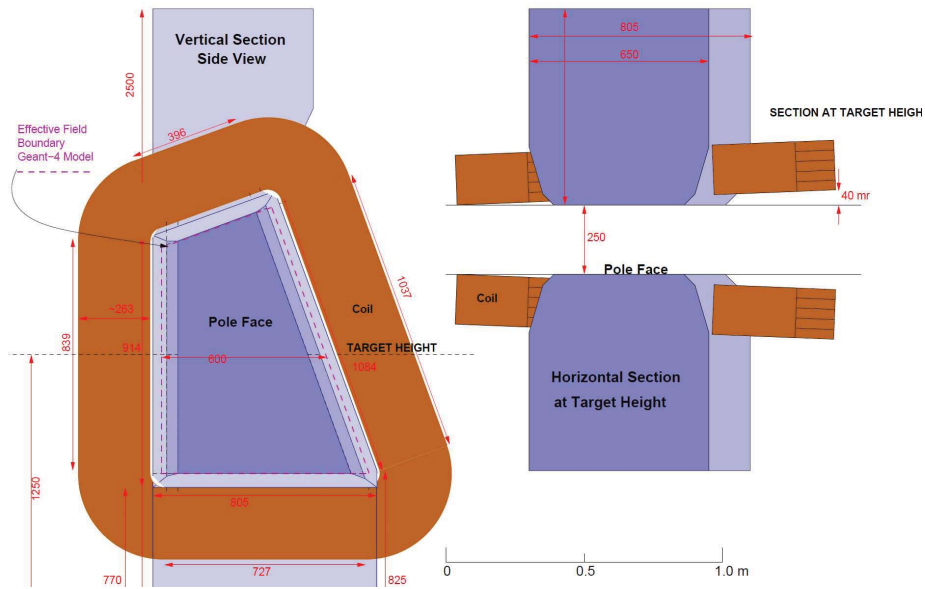 Vertical Section
Side View
2500
Effective Field
Boundary
Geant-4 Model
396
839
~263
914
Pole Face
600
Coil
1037
TARGET HEIGHT
1084
1250
770
805
727
825
805
650
SECTION AT TARGET HEIGH
40 mr
250
Pole Face
Coil
Horizontal Section
at Target Height
0
0.5
1.0 m